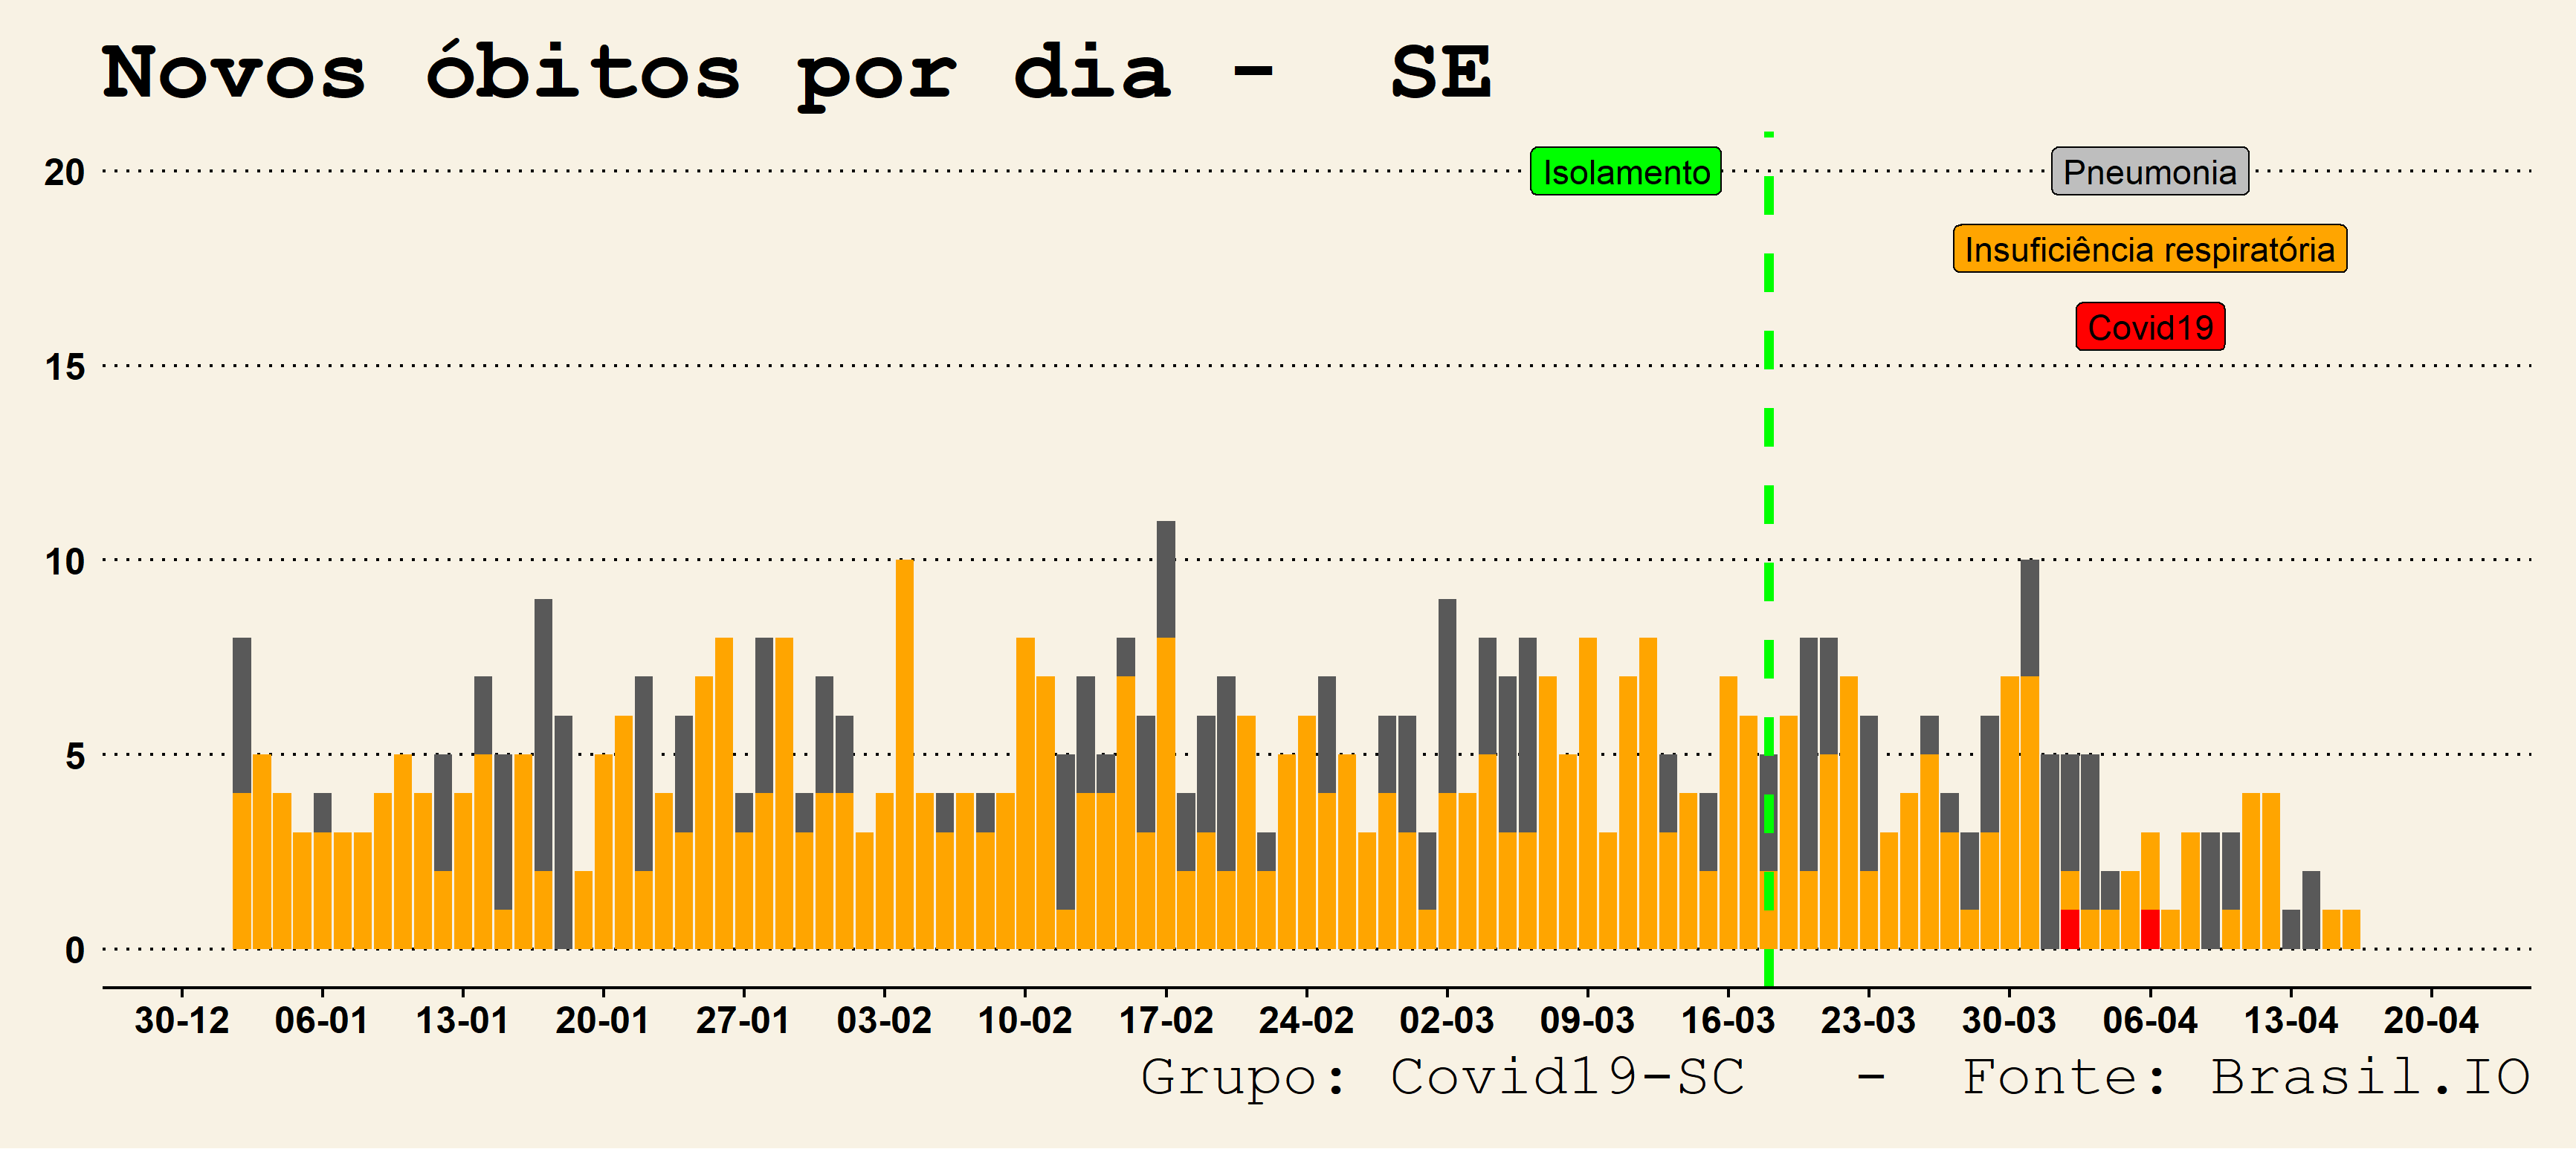 Novos óbitos por dia -  SE
20
Isolamento
Pneumonia
Insuficiência respiratória
Covid19
15
10
5
0
30-12 06-01 13-01 20-01 27-01 03-02 10-02 17-02 24-02 02-03 09-03 16-03 23-03 30-03 06-04 13-04 20-04
Grupo: Covid19-SC  -  Fonte: Brasil.IO